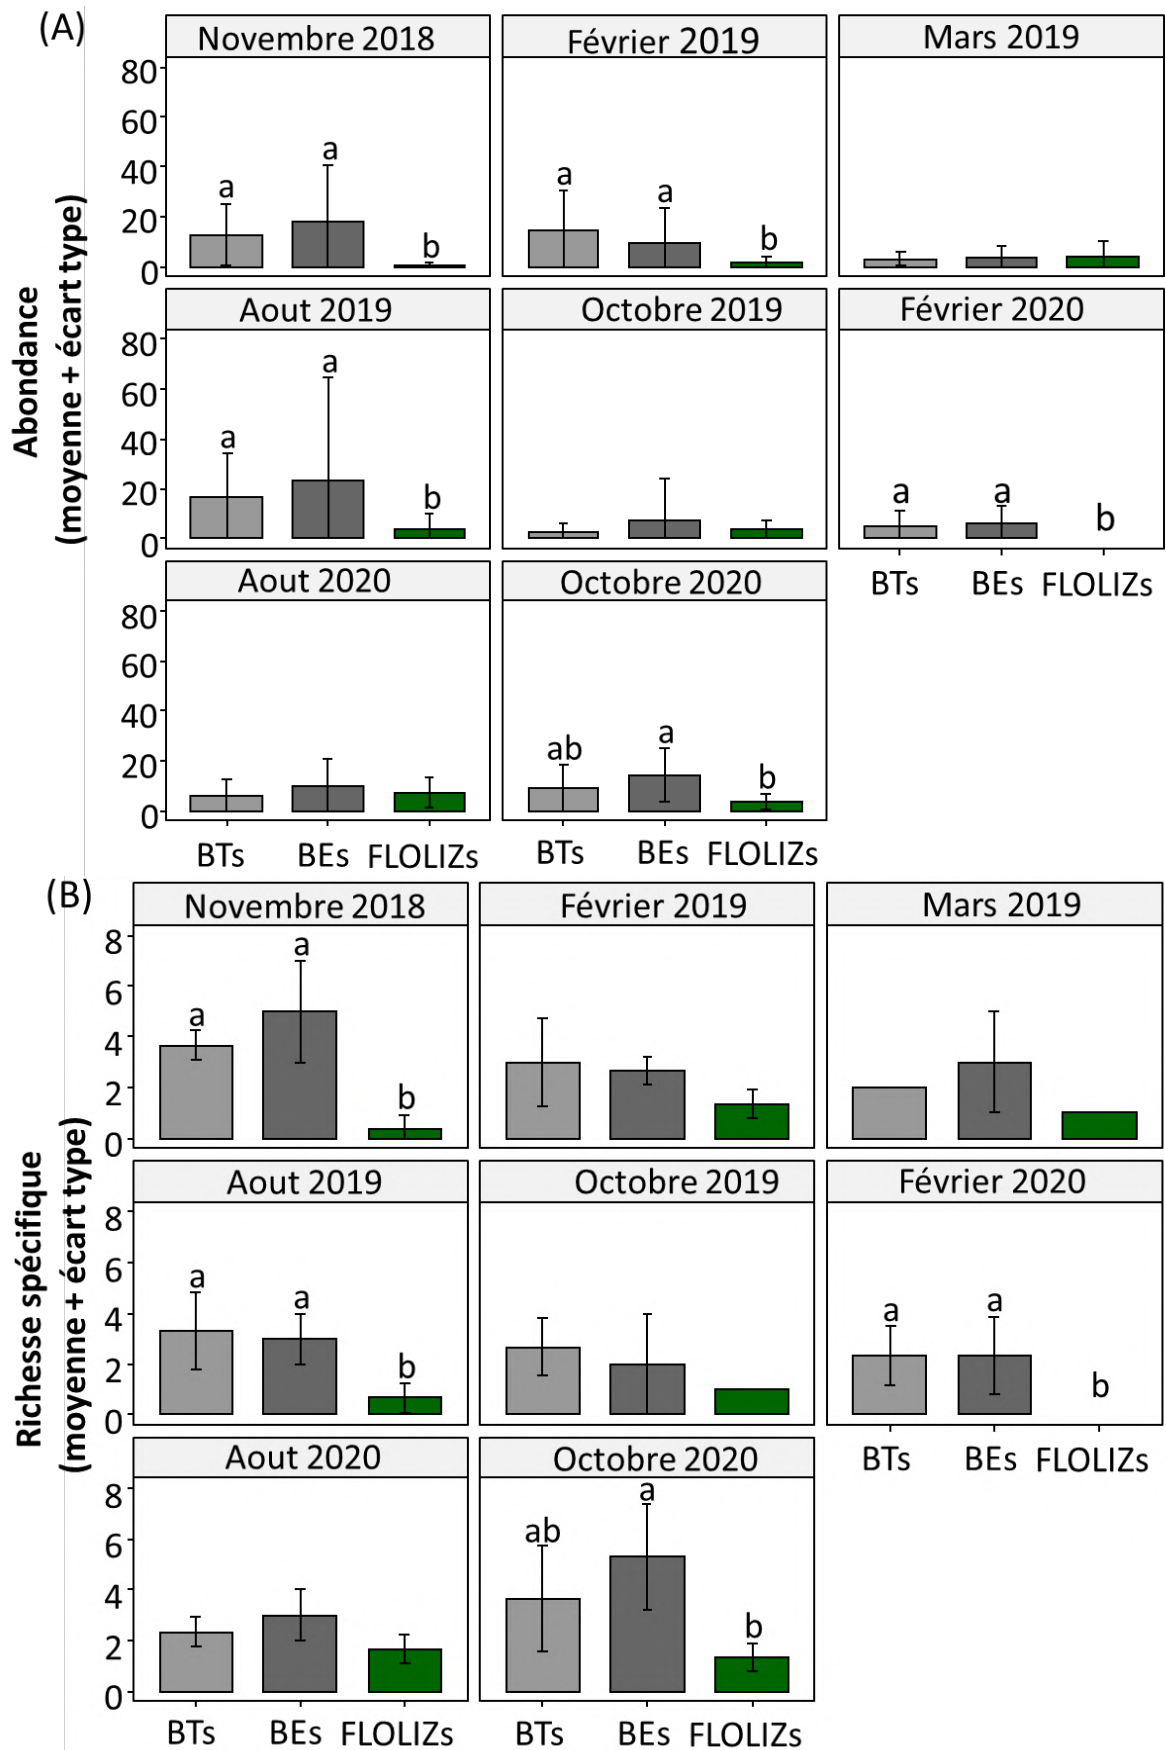 (A)
Novembre 2018
Février 2019
Mars 2019
80
60
40
20
0
a
a
b
a
a
b
Aout 2019
Octobre 2019
Février 2020
80
60
40
20
0
a
a
b
a
a
b
BTs
BEs
FLOLIZs
Aout 2020
Octobre 2020
80
60
40
20
0
ab
a
b
BTs
BEs
FLOLIZs
BTs
BEs
FLOLIZs
Abondance
(moyenne + écart type)
(B)
Novembre 2018
Février 2019
Mars 2019
8
6
4
2
0
a
a
b
Aout 2019
Octobre 2019
Février 2020
8
6
4
2
0
a
a
b
a
a
b
BTs
BEs
FLOLIZs
Aout 2020
Octobre 2020
8
6
4
2
0
ab
a
b
BTs
BEs
FLOLIZs
BTs
BEs
FLOLIZs
Richesse spécifique
(moyenne + écart type)